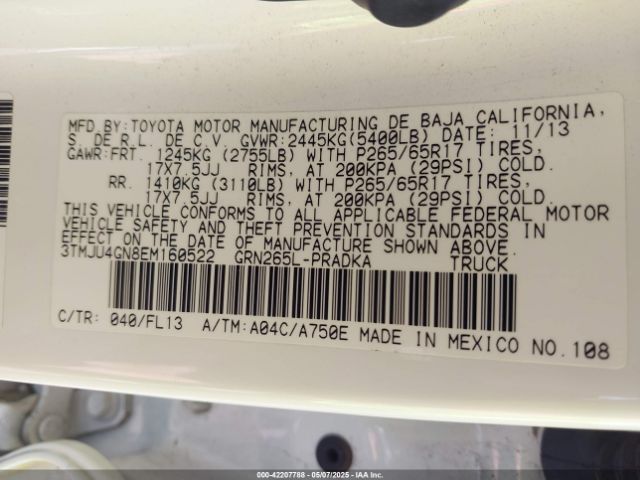 MFD.BY:TOYOTA MOTOR MANUFACTURING DE BAJA CALIFORNIA,
S. DE R.L. DE C.V. GVWR:2445KG(5400LB) DATE: 11/13
GAWR:FRT. 1245KG (2755LB) WITH P265/65R17 TIRES,
17X7.5JJ RIMS, AT 200KPA (29PSI) COLD.
RR. 1410KG (3110LB) WITH P265/65R17 TIRES,
17X7.5JJ RIMS, AT 200KPA (29PSI) COLD.
THIS VEHICLE CONFORMS TO ALL APPLICABLE FEDERAL MOTOR
VEHICLE SAFETY AND THEFT PREVENTION STANDARDS IN
EFFECT ON THE DATE OF MANUFACTURE SHOWN ABOVE.
3TMJU4GN8EM160522 GRN265L-PRADKA TRUCK
C/TR: 040/FL13 A/TM:A04C/A750E MADE IN MEXICO NO.108
000-42207788 - 05/07/2025 - IAAI.COM